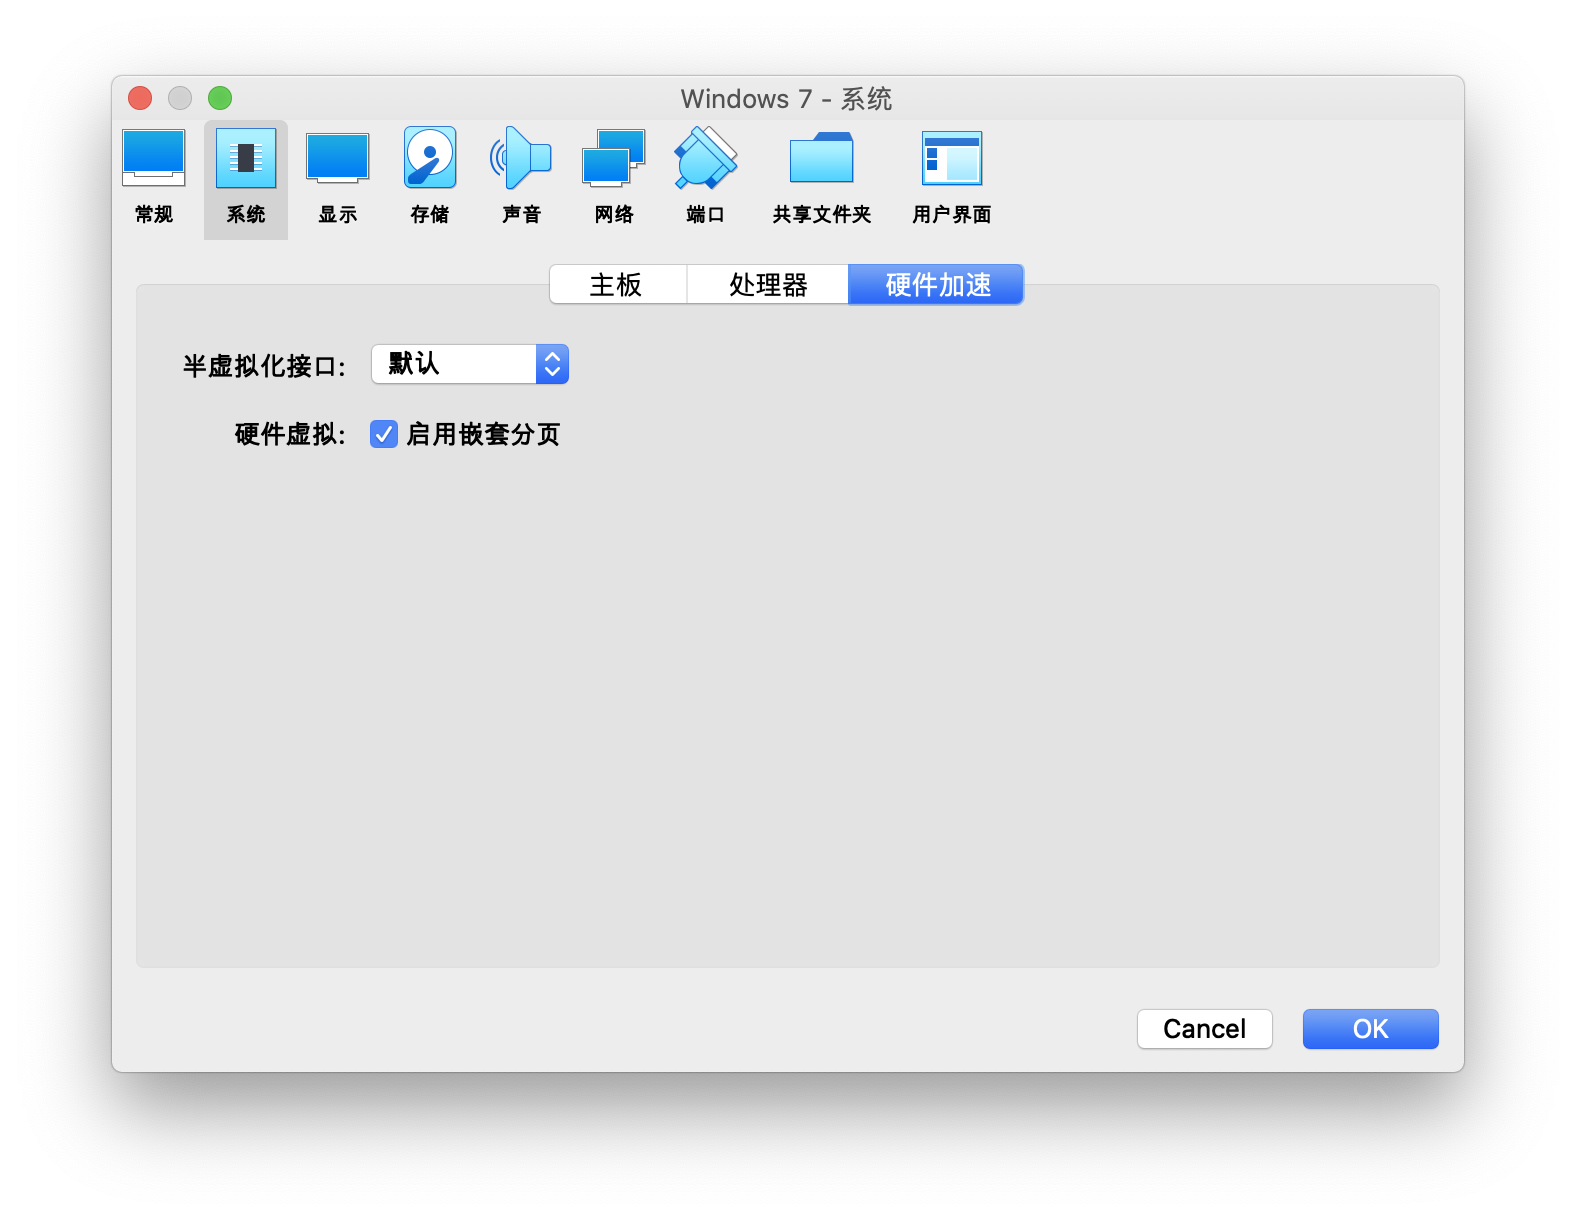 Windows 7 - 系统
常规 系统 显示 存储 声音 网络 端口 共享文件夹 用户界面
主板 处理器 硬件加速
半虚拟化接口: 默认
硬件虚拟: 启用嵌套分页
Cancel OK